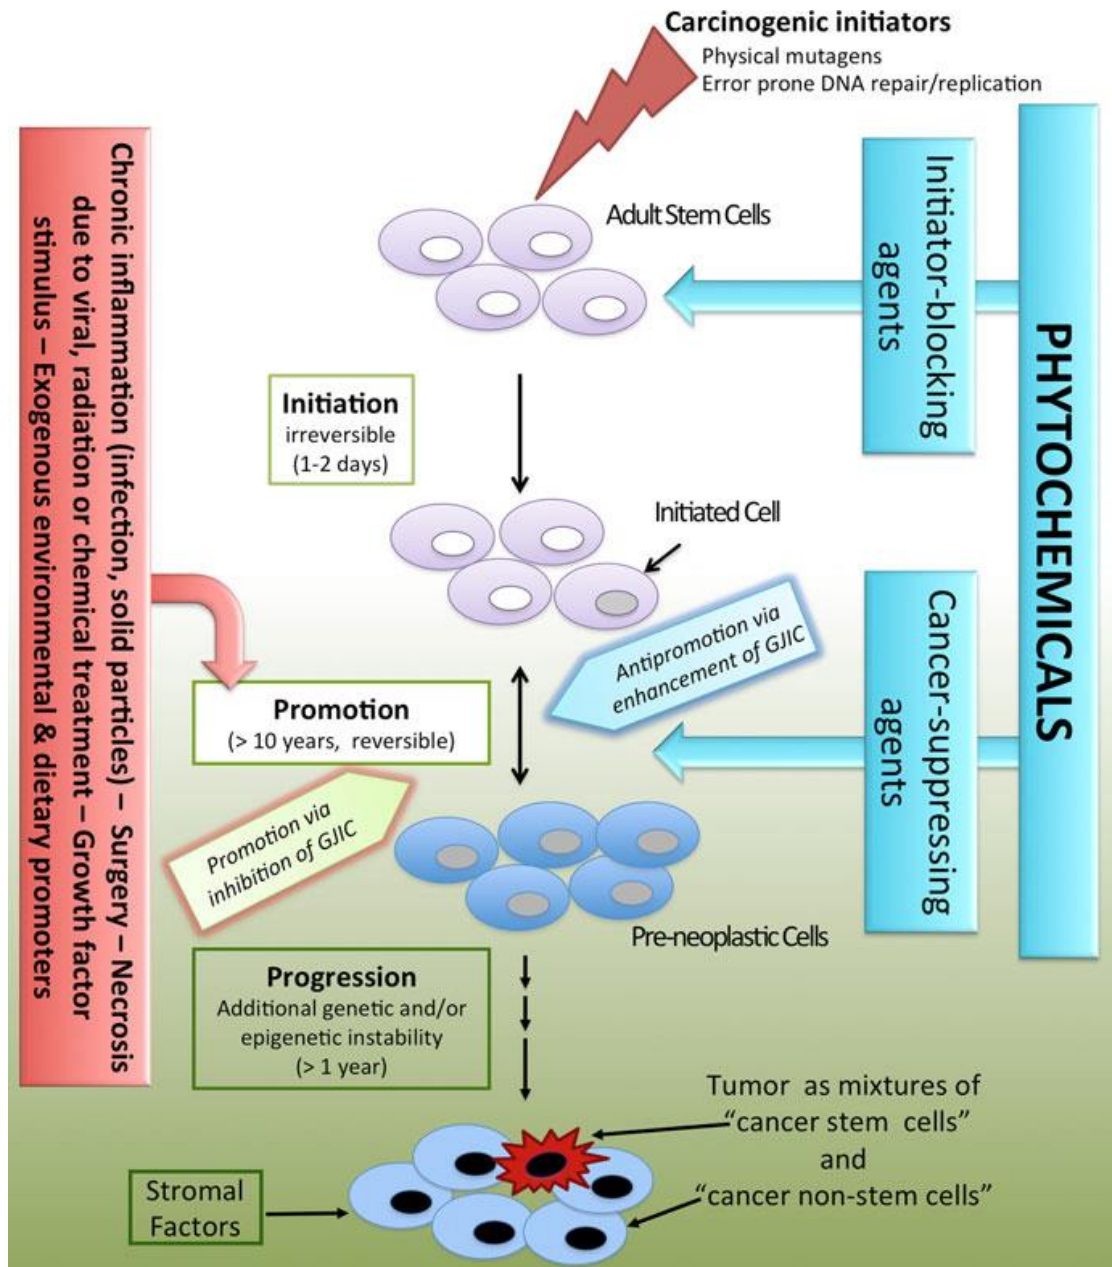 Carcinogenic initiators
Physical mutagens
Error prone DNA repair/replication
Adult Stem Cells
Initiator-blocking
agents
PHYTOCHEMICALS
Chronic inflammation (infection, solid particles) – Surgery – Necrosis
due to viral, radiation or chemical treatment – Growth factor
stimulus – Exogenous environmental & dietary promoters
Initiation
irreversible
(1-2 days)
Initiated Cell
Antipromotion via
enhancement of GJIC
Cancer-suppressing
agents
Promotion
(> 10 years, reversible)
Promotion via
inhibition of GJIC
Pre-neoplastic Cells
Progression
Additional genetic and/or
epigenetic instability
(> 1 year)
Tumor as mixtures of
“cancer stem cells”
and
“cancer non-stem cells”
Stromal
Factors